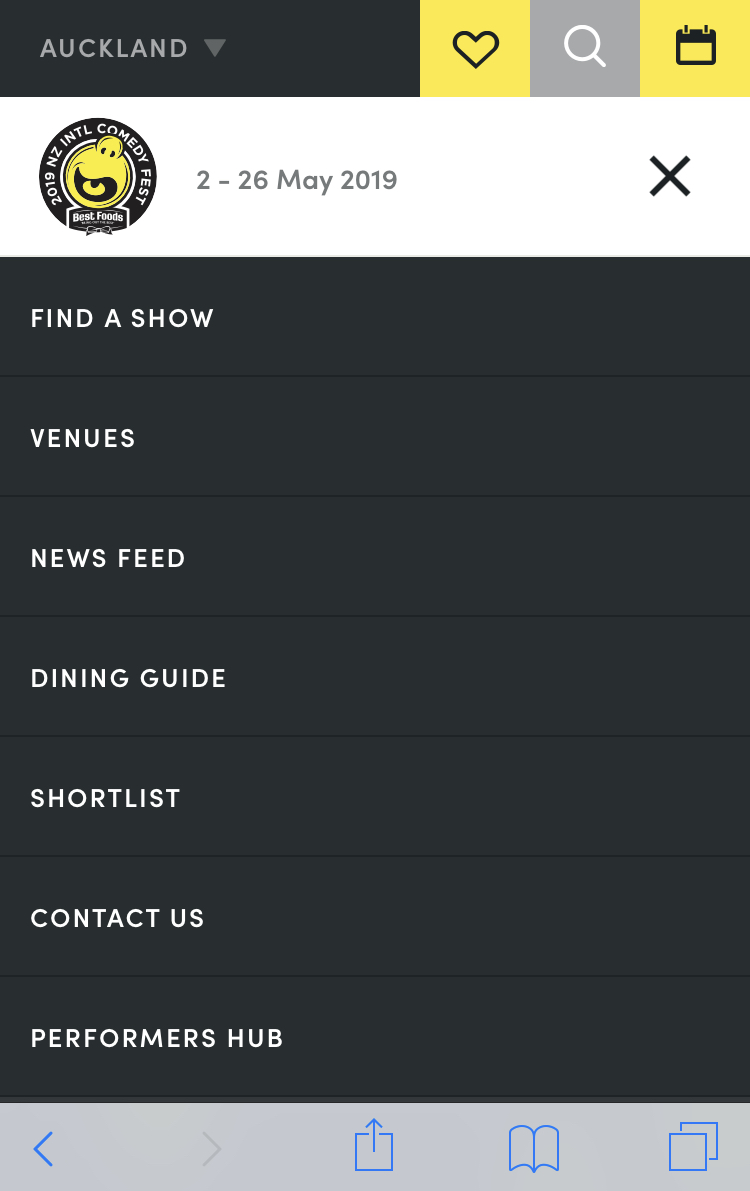 AUCKLAND
2019 NZ INTL COMEDY FEST
Best Foods
2 - 26 May 2019
FIND A SHOW
VENUES
NEWS FEED
DINING GUIDE
SHORTLIST
CONTACT US
PERFORMERS HUB